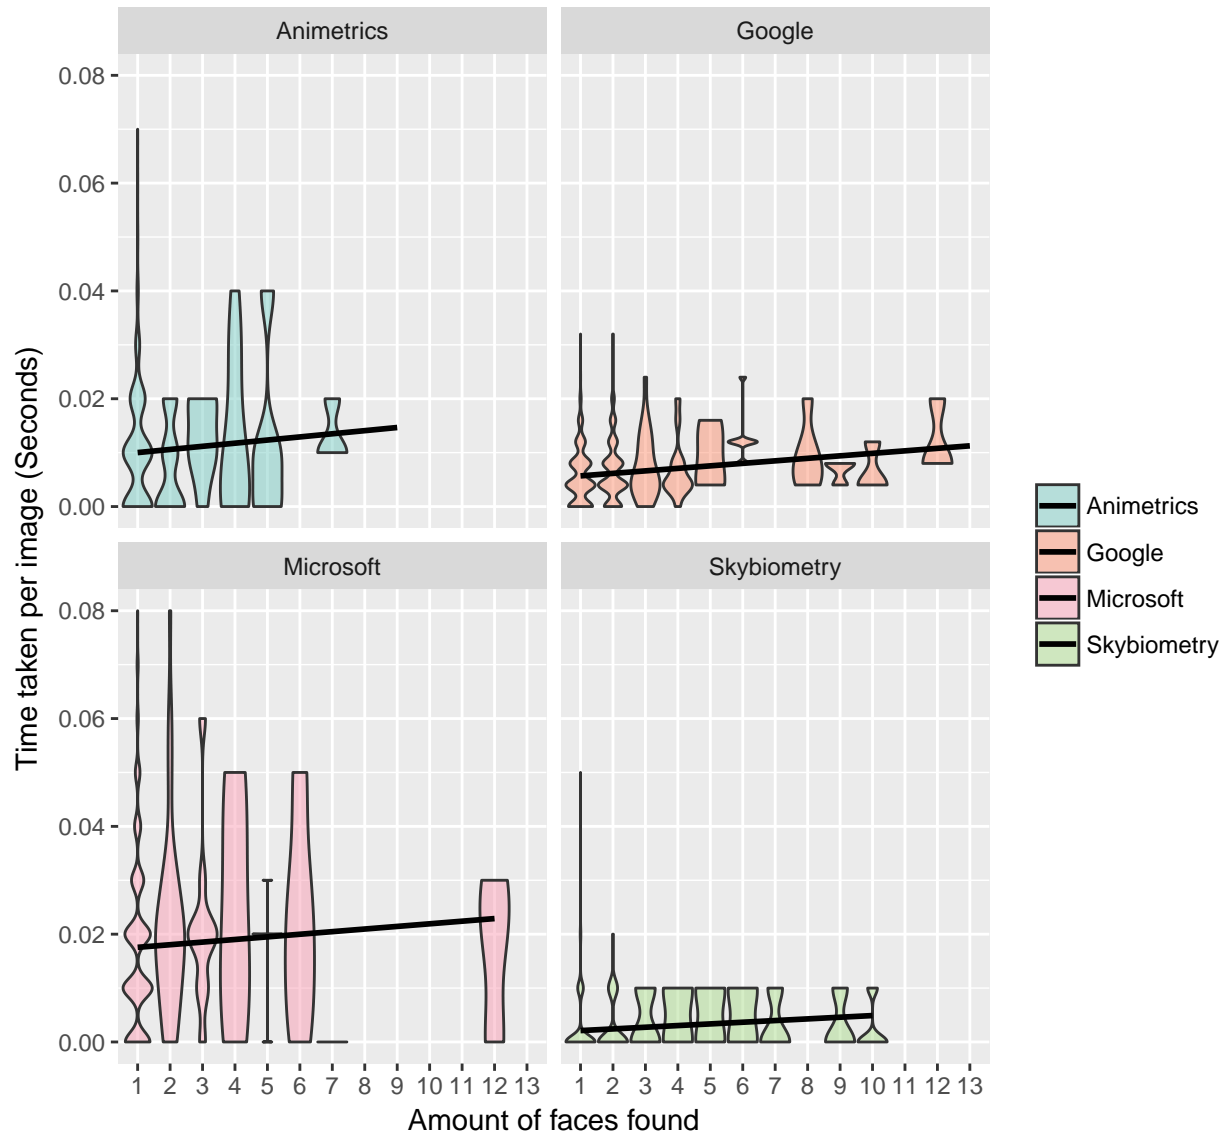 Animetrics
Google
0.08
0.06
0.04
0.02
0.00
Microsoft
Skybiometry
0.08
0.06
0.04
0.02
0.00
1 2 3 4 5 6 7 8 9 10 11 12 13
1 2 3 4 5 6 7 8 9 10 11 12 13
Amount of faces found
Time taken per image (Seconds)
Animetrics
Google
Microsoft
Skybiometry